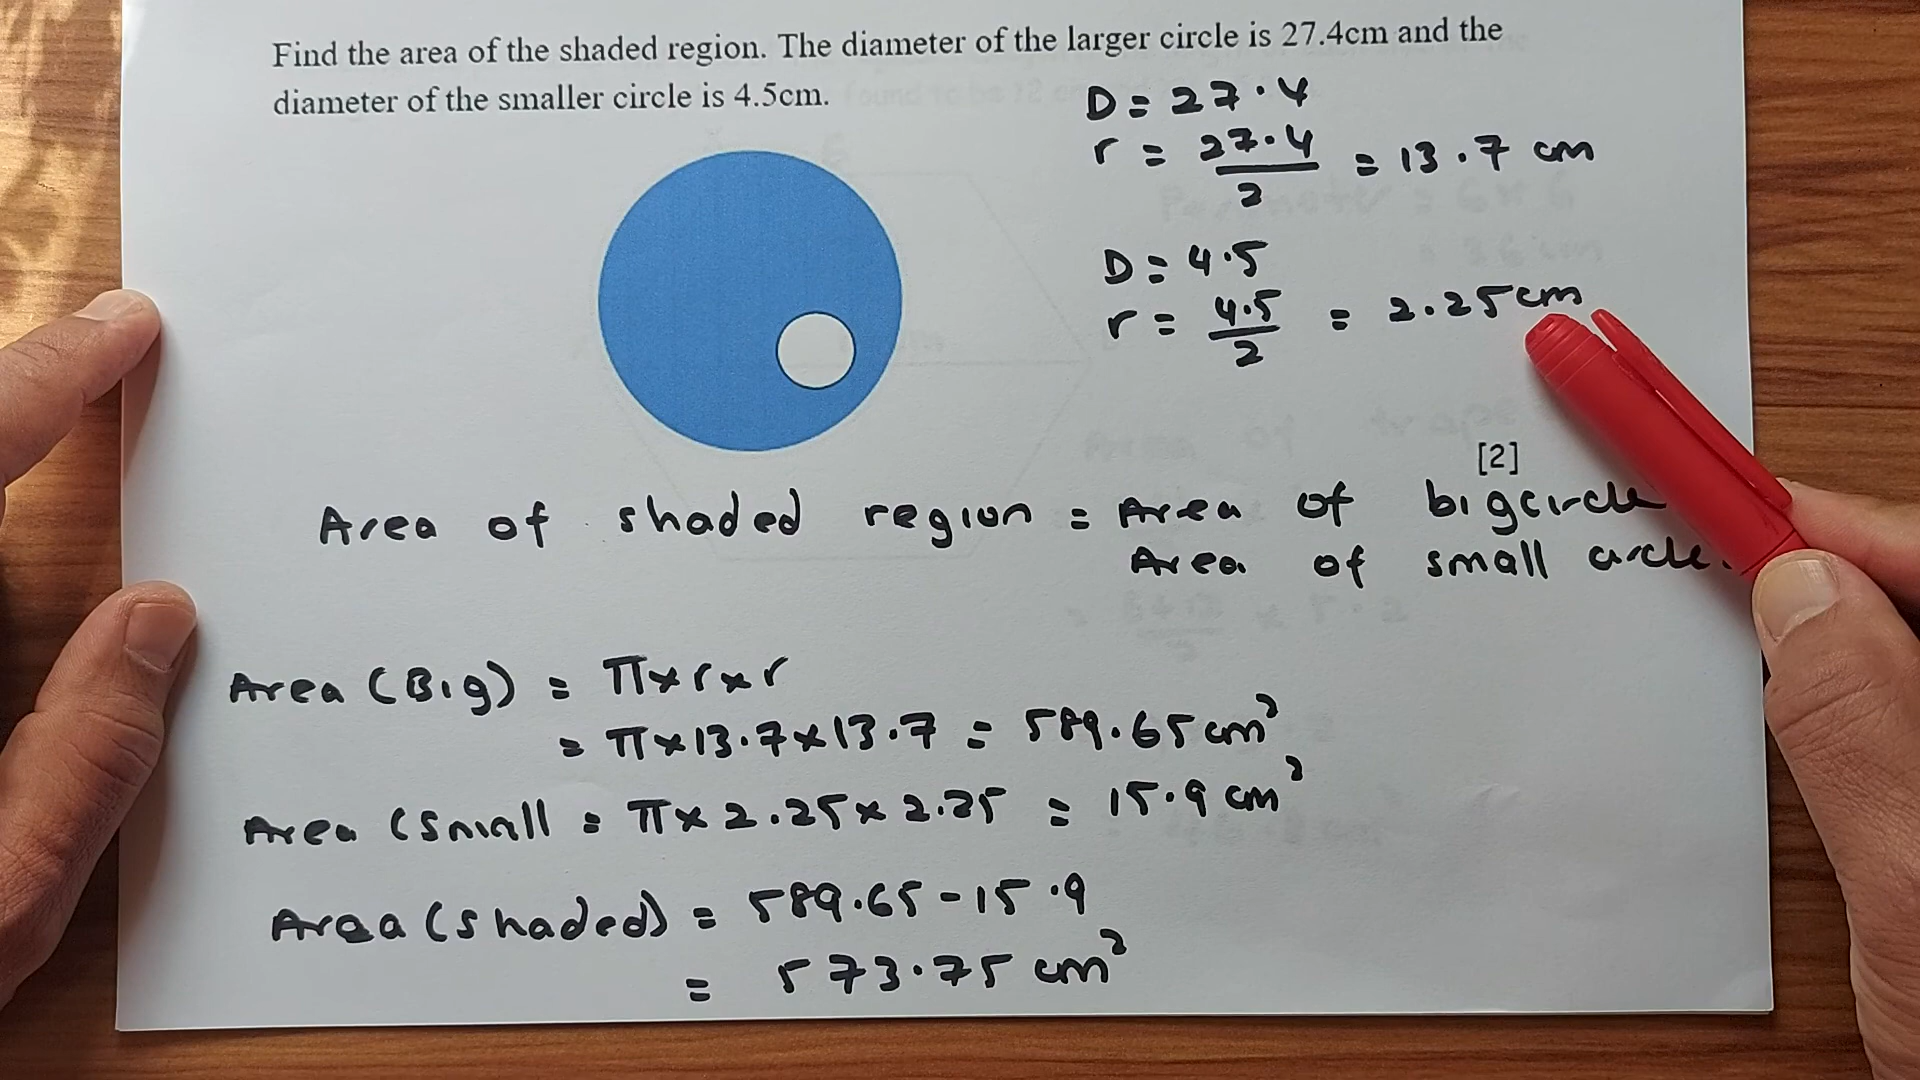 Find the area of the shaded region. The diameter of the larger circle is 27.4cm and the
diameter of the smaller circle is 4.5cm.
D = 27.4
r = 27.4/2 = 13.7 cm
D = 4.5
r = 4.5/2 = 2.25cm
[2]
Area of shaded region = Area of big circle
Area of small circle.
Area (Big) = π×r×r
= π×13.7×13.7 = 589.65 cm²
Area (Small = π×2.25×2.25 = 15.9 cm²
Area (shaded) = 589.65 - 15.9
= 573.75 cm²